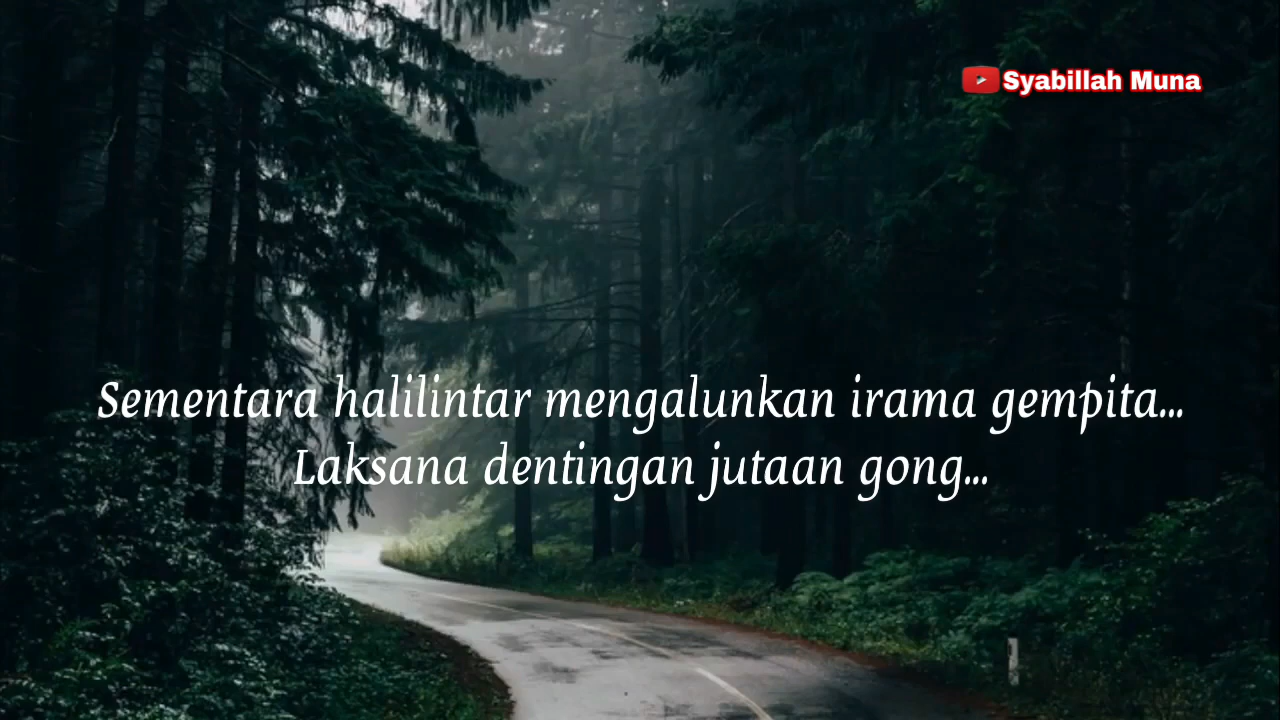 Syabillah Muna
Sementara halilintar mengalunkan irama gempita...
Laksana dentingan jutaan gong...